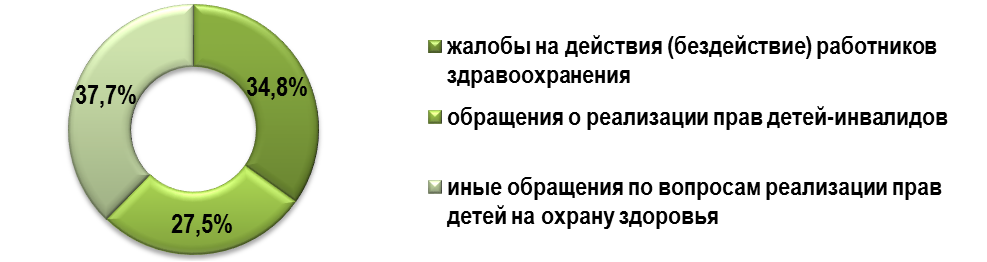 37,7%
34,8%
27,5%
жалобы на действия (бездействие) работников
здравоохранения
обращения о реализации прав детей-инвалидов
иные обращения по вопросам реализации прав
детей на охрану здоровья